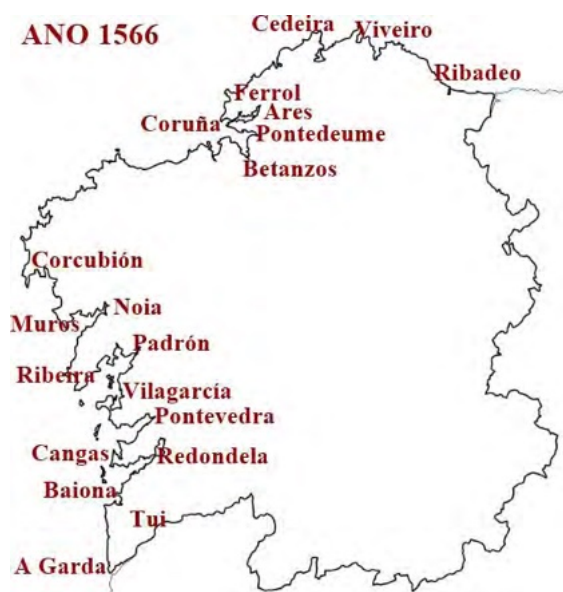 ANO 1566
Cedeira
Viveiro
Ribadeo
Ferrol
Ares
Coruña
Pontedeume
Betanzos
Corcubión
Noia
Muros
Padrón
Ribeira
Vilagarcía
Pontevedra
Cangas
Redondela
Baiona
Tui
A Garda